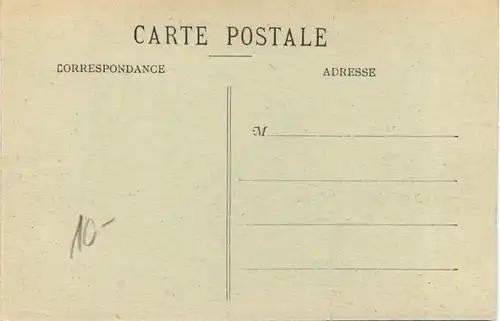 CARTE POSTALE
CORRESPONDANCE
ADRESSE
M
10-